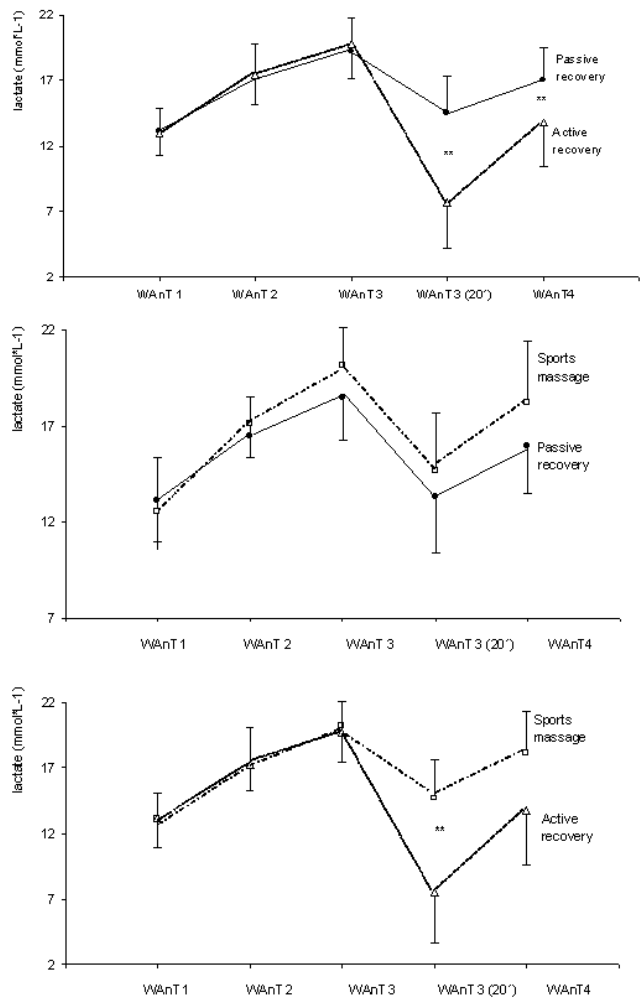 lactate (mmol*L-1)
22
17
12
7
2
Passive
recovery
**
**
Active
recovery
WAnT 1
WAnT 2
WAnT 3
WAnT 3 (20´)
WAnT4
lactate (mmol*L-1)
22
17
12
7
Sports
massage
Passive
recovery
WAnT 1
WAnT 2
WAnT 3
WAnT 3 (20´)
WAnT4
lactate (mmol*L-1)
22
17
12
7
2
Sports
massage
**
Active
recovery
WAnT 1
WAnT 2
WAnT 3
WAnT 3 (20´)
WAnT4